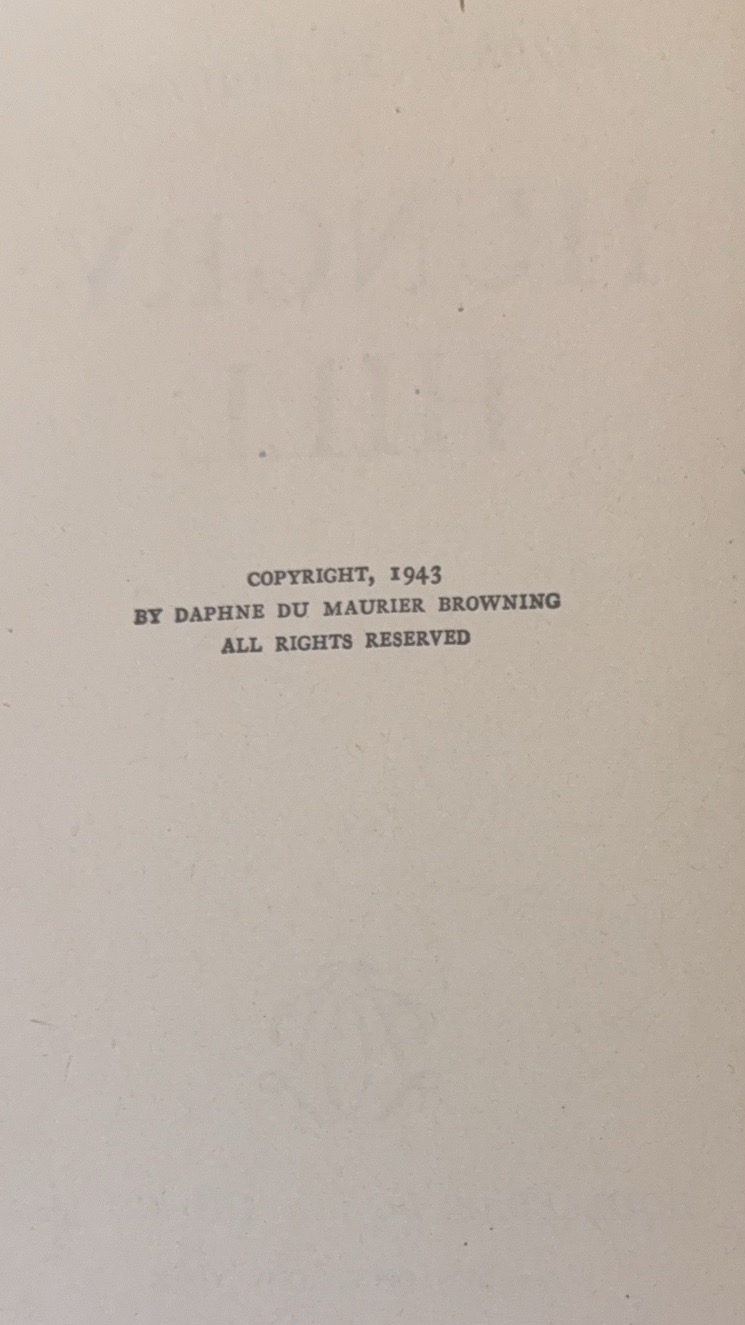 COPYRIGHT, 1943
BY DAPHNE DU MAURIER BROWNING
ALL RIGHTS RESERVED